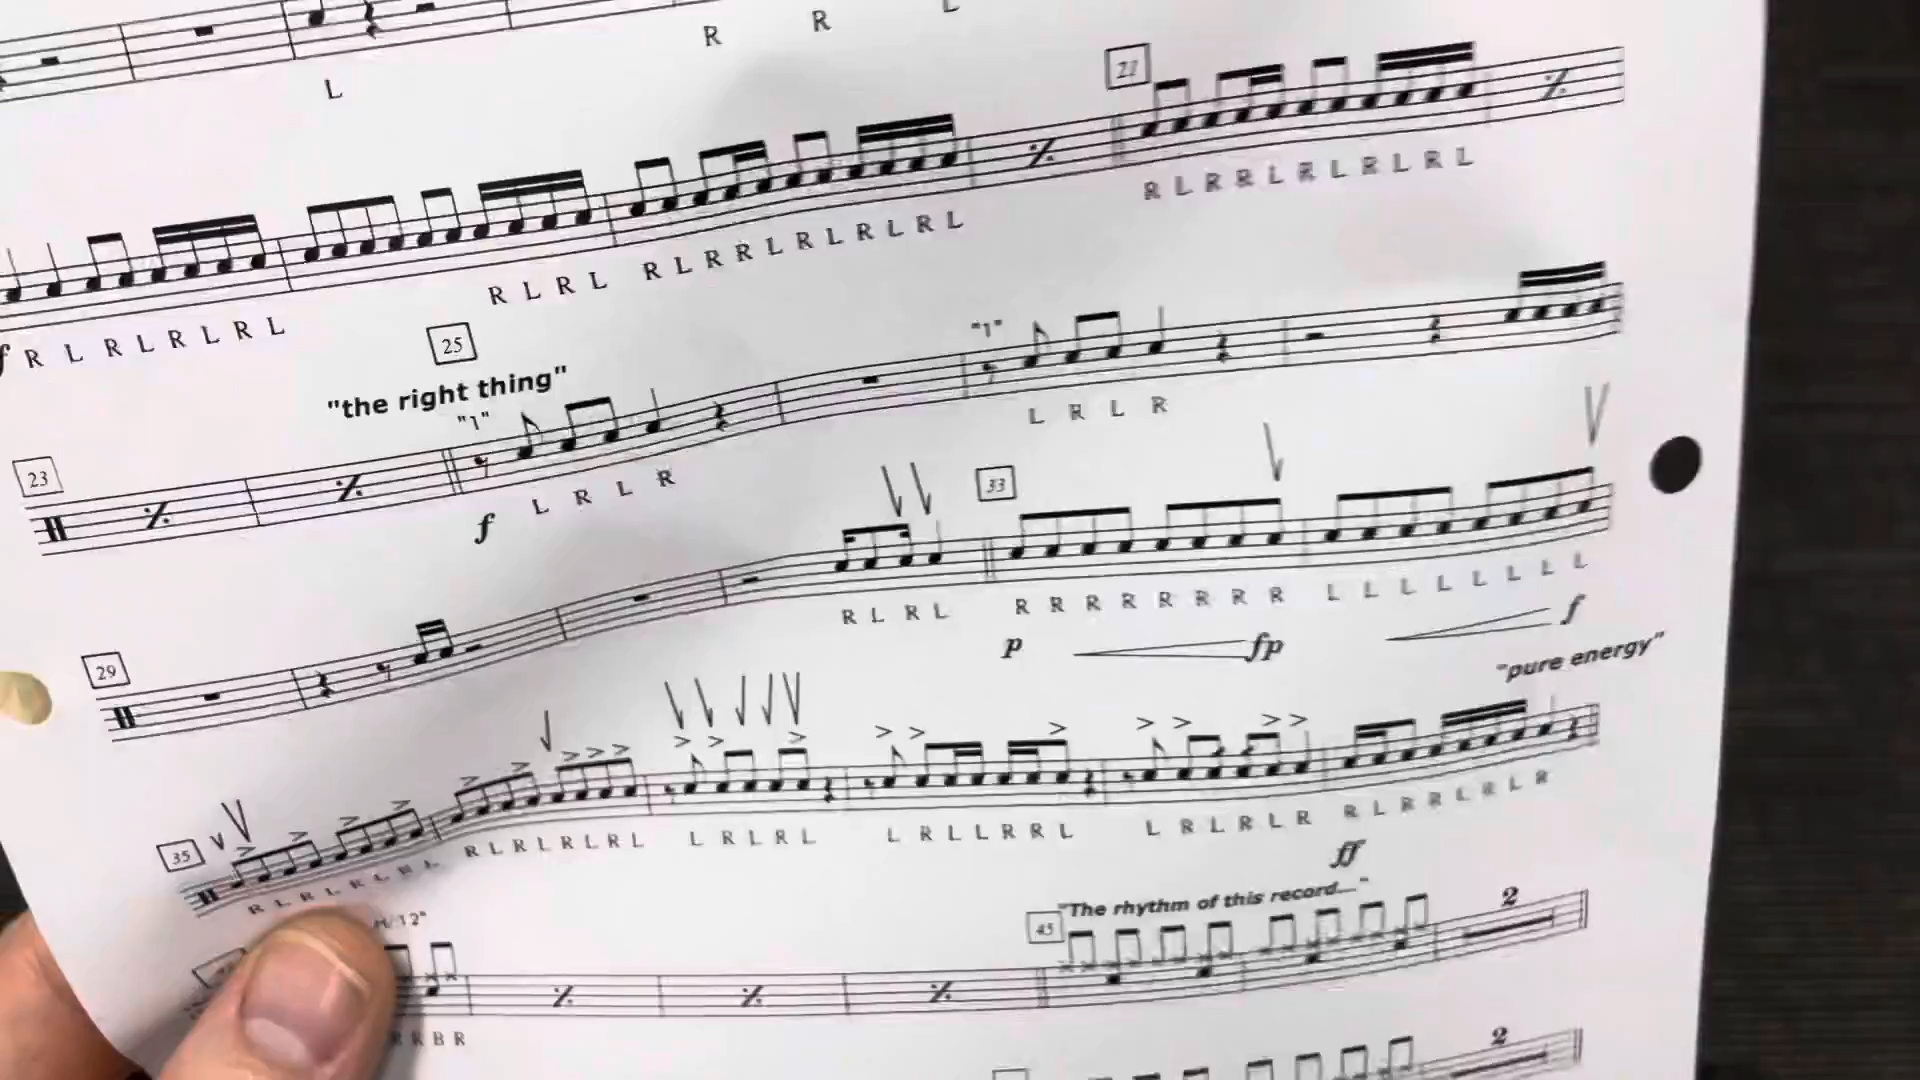 R R L
L
21
R L R R L R L R L R L
R L R L R L R R L R L R L R L
f R L R L R L R L
25
"the right thing"
"1" "1"
L R L R
23
f L R L R
33
R L R L R R R R R R R R L L L L L L L L
p fp f
29
"pure energy"
35
R L R L R L R L R L R L R L R L L R L R L L R L L R R L L R L R L R R L R R L R L R
ff
"The rhythm of this record..."
45
2
R B R
2